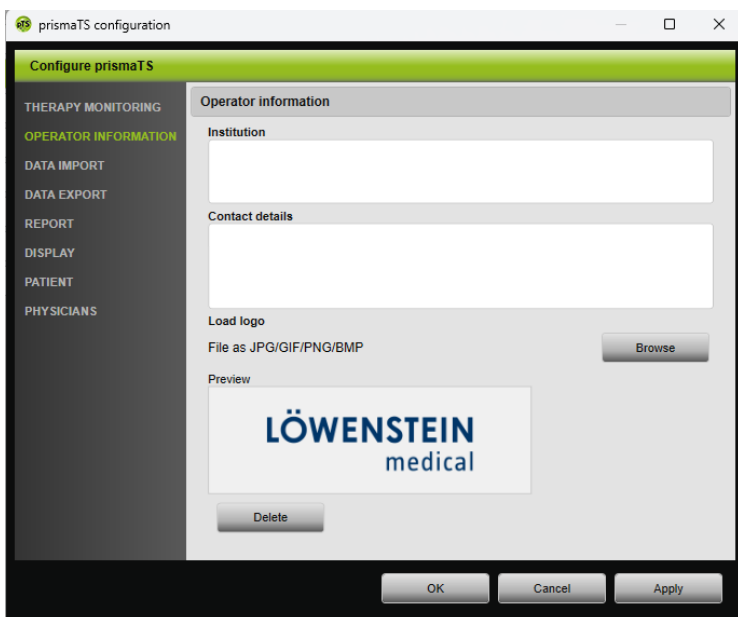 prismaTS configuration
Configure prismaTS
THERAPY MONITORING
OPERATOR INFORMATION
DATA IMPORT
DATA EXPORT
REPORT
DISPLAY
PATIENT
PHYSICIANS
Operator information
Institution
Contact details
Load logo
File as JPG/GIF/PNG/BMP
Browse
Preview
LÖWENSTEIN
medical
Delete
OK
Cancel
Apply